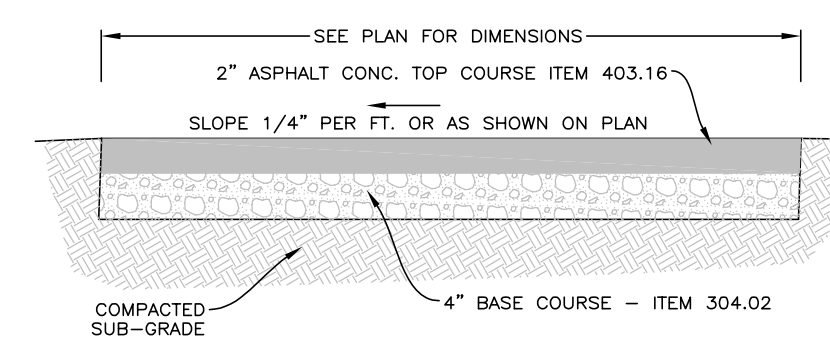 SEE PLAN FOR DIMENSIONS
2” ASPHALT CONC. TOP COURSE ITEM 403.16
SLOPE 1/4” PER FT. OR AS SHOWN ON PLAN
4” BASE COURSE – ITEM 304.02
COMPACTED
SUB–GRADE